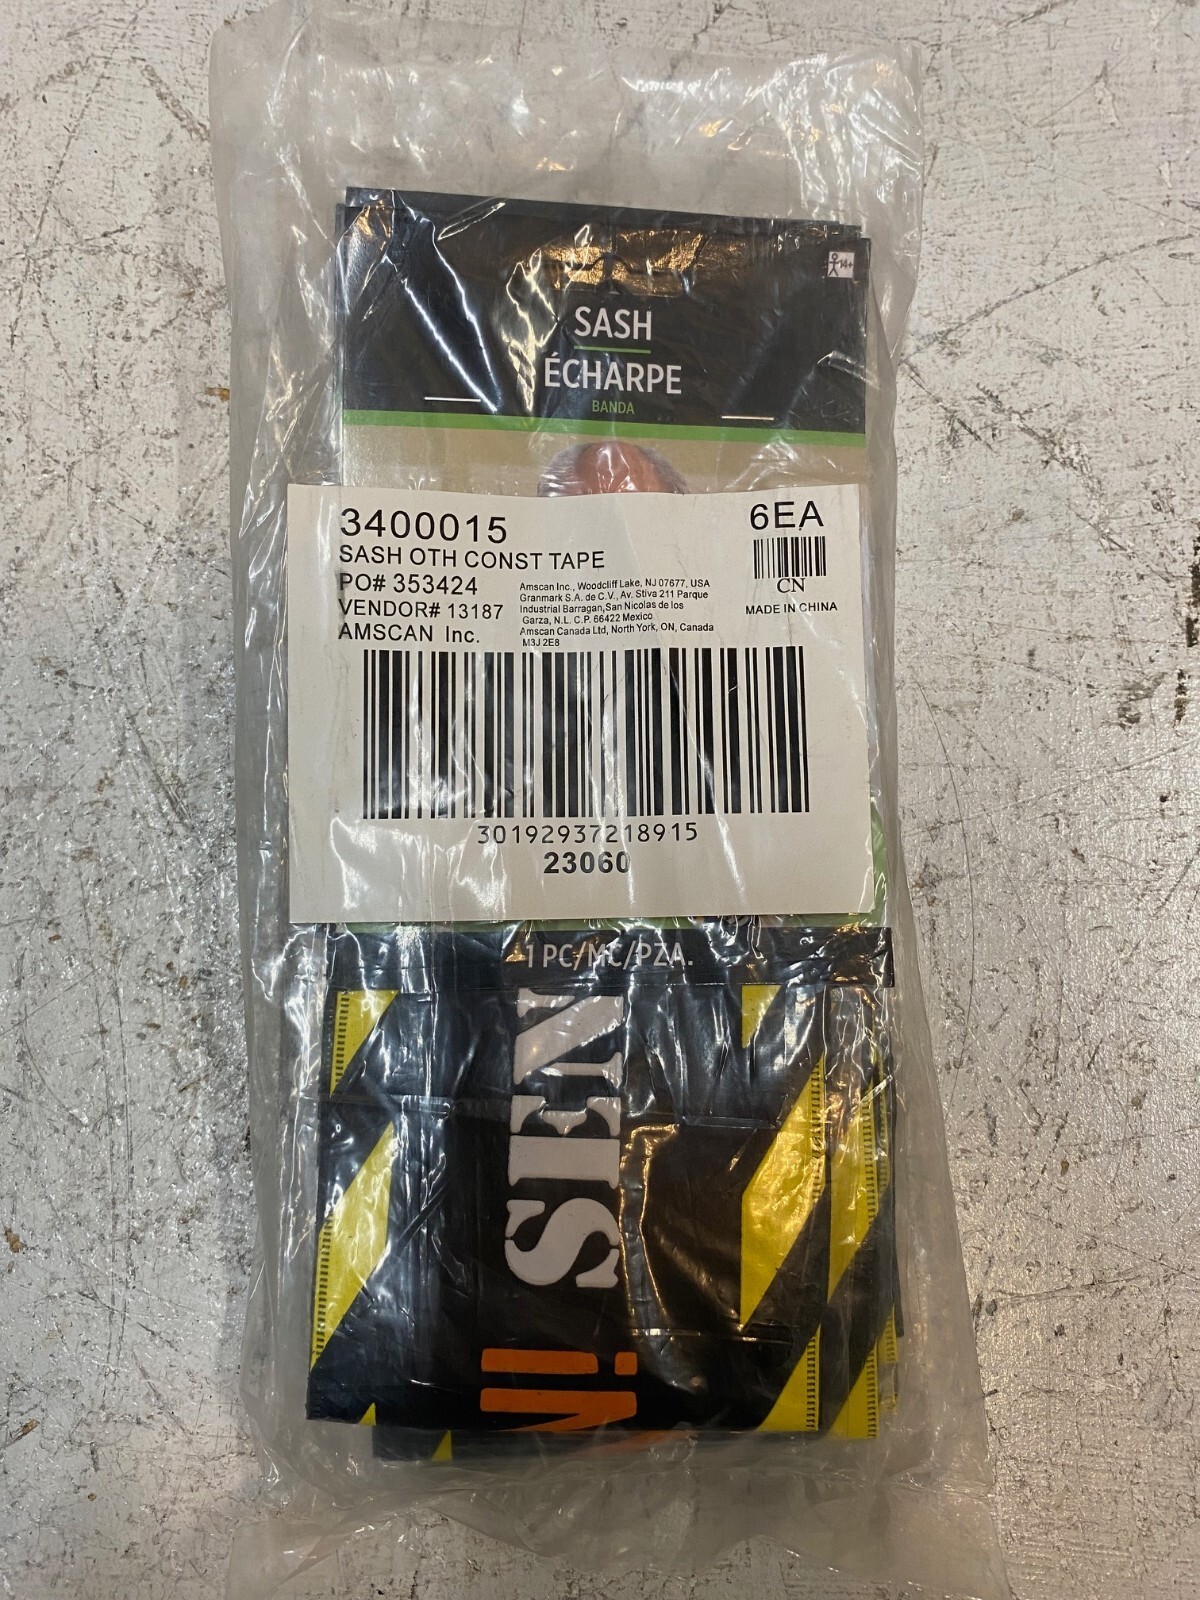 14+
SASH
ÉCHARPE
BANDA
3400015
6EA
SASH OTH CONST TAPE
PO# 353424
VENDOR# 13187
AMSCAN Inc.
Amscan Inc., Woodcliff Lake, NJ 07677, USA
Granmark S.A. de C.V., Av. Stiva 211 Parque
Industrial Barragan,San Nicolas de los
Garza, N.L. C.P. 66422 Mexico
Amscan Canada Ltd, North York, ON, Canada
M3J 2E8
CN
MADE IN CHINA
30192937218915
23060
1 PC/MC/PZA.
SEN
!